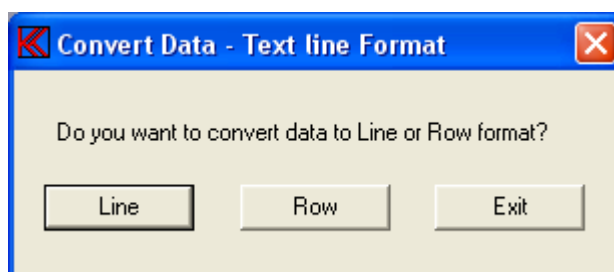 Convert Data - Text line Format
Do you want to convert data to Line or Row format?
Line Row Exit